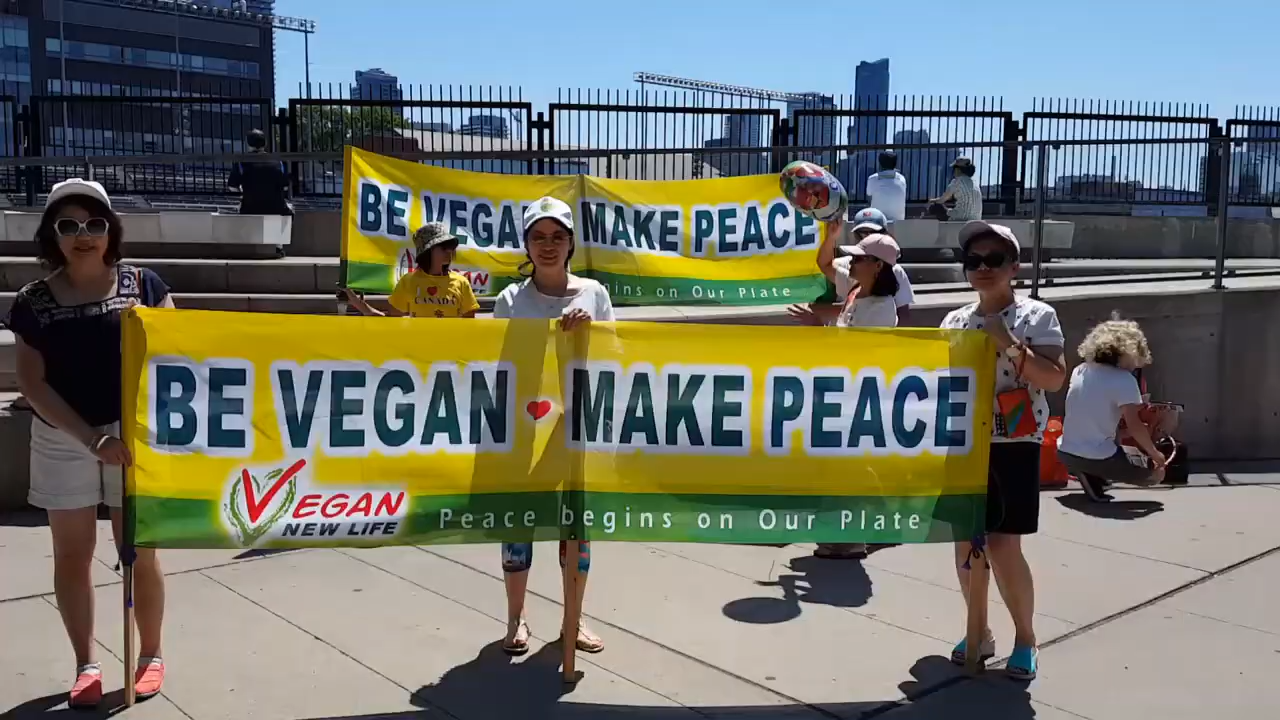 BE VEGAN MAKE PEACE
VEGAN
begins on Our Plate
I CANADA
BE VEGAN MAKE PEACE
VEGAN
NEW LIFE
Peace begins on Our Plate